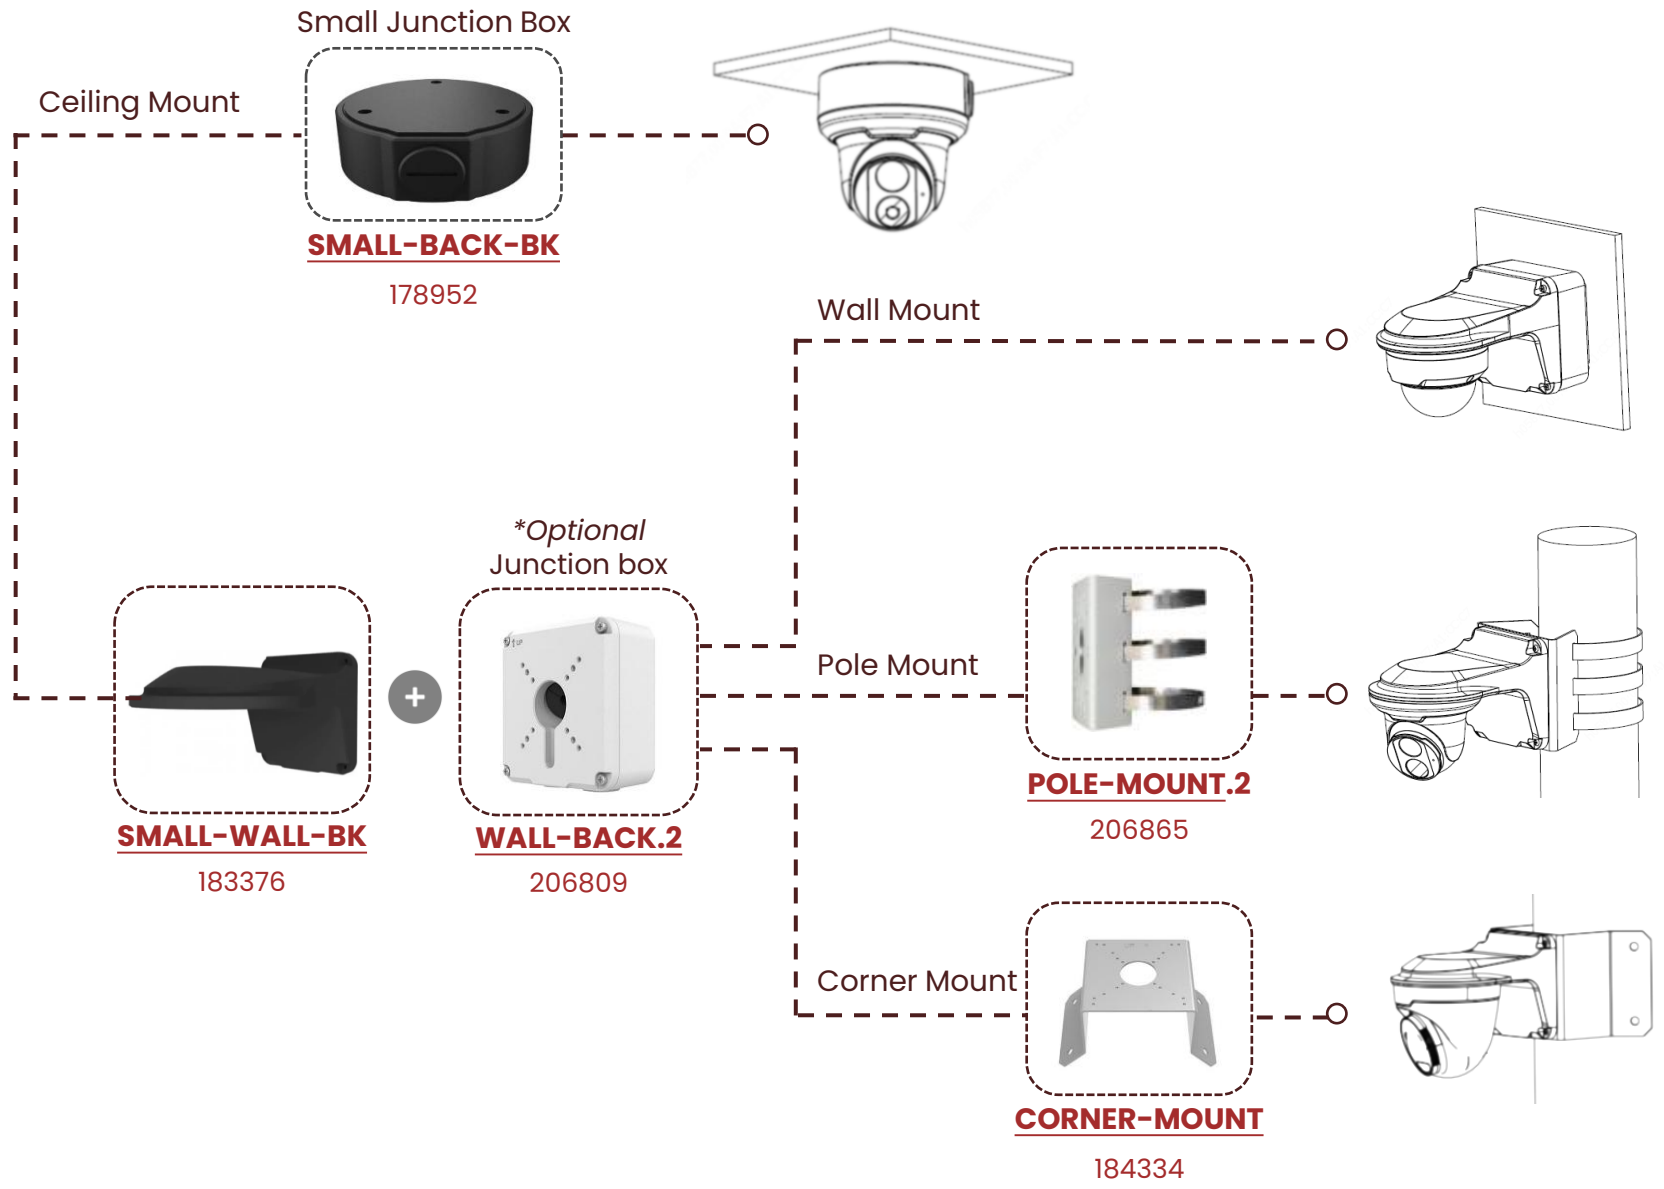 Small Junction Box
Ceiling Mount
SMALL-BACK-BK
178952
Wall Mount
*Optional
Junction box
Pole Mount
SMALL-WALL-BK
183376
WALL-BACK.2
206809
POLE-MOUNT.2
206865
Corner Mount
CORNER-MOUNT
184334